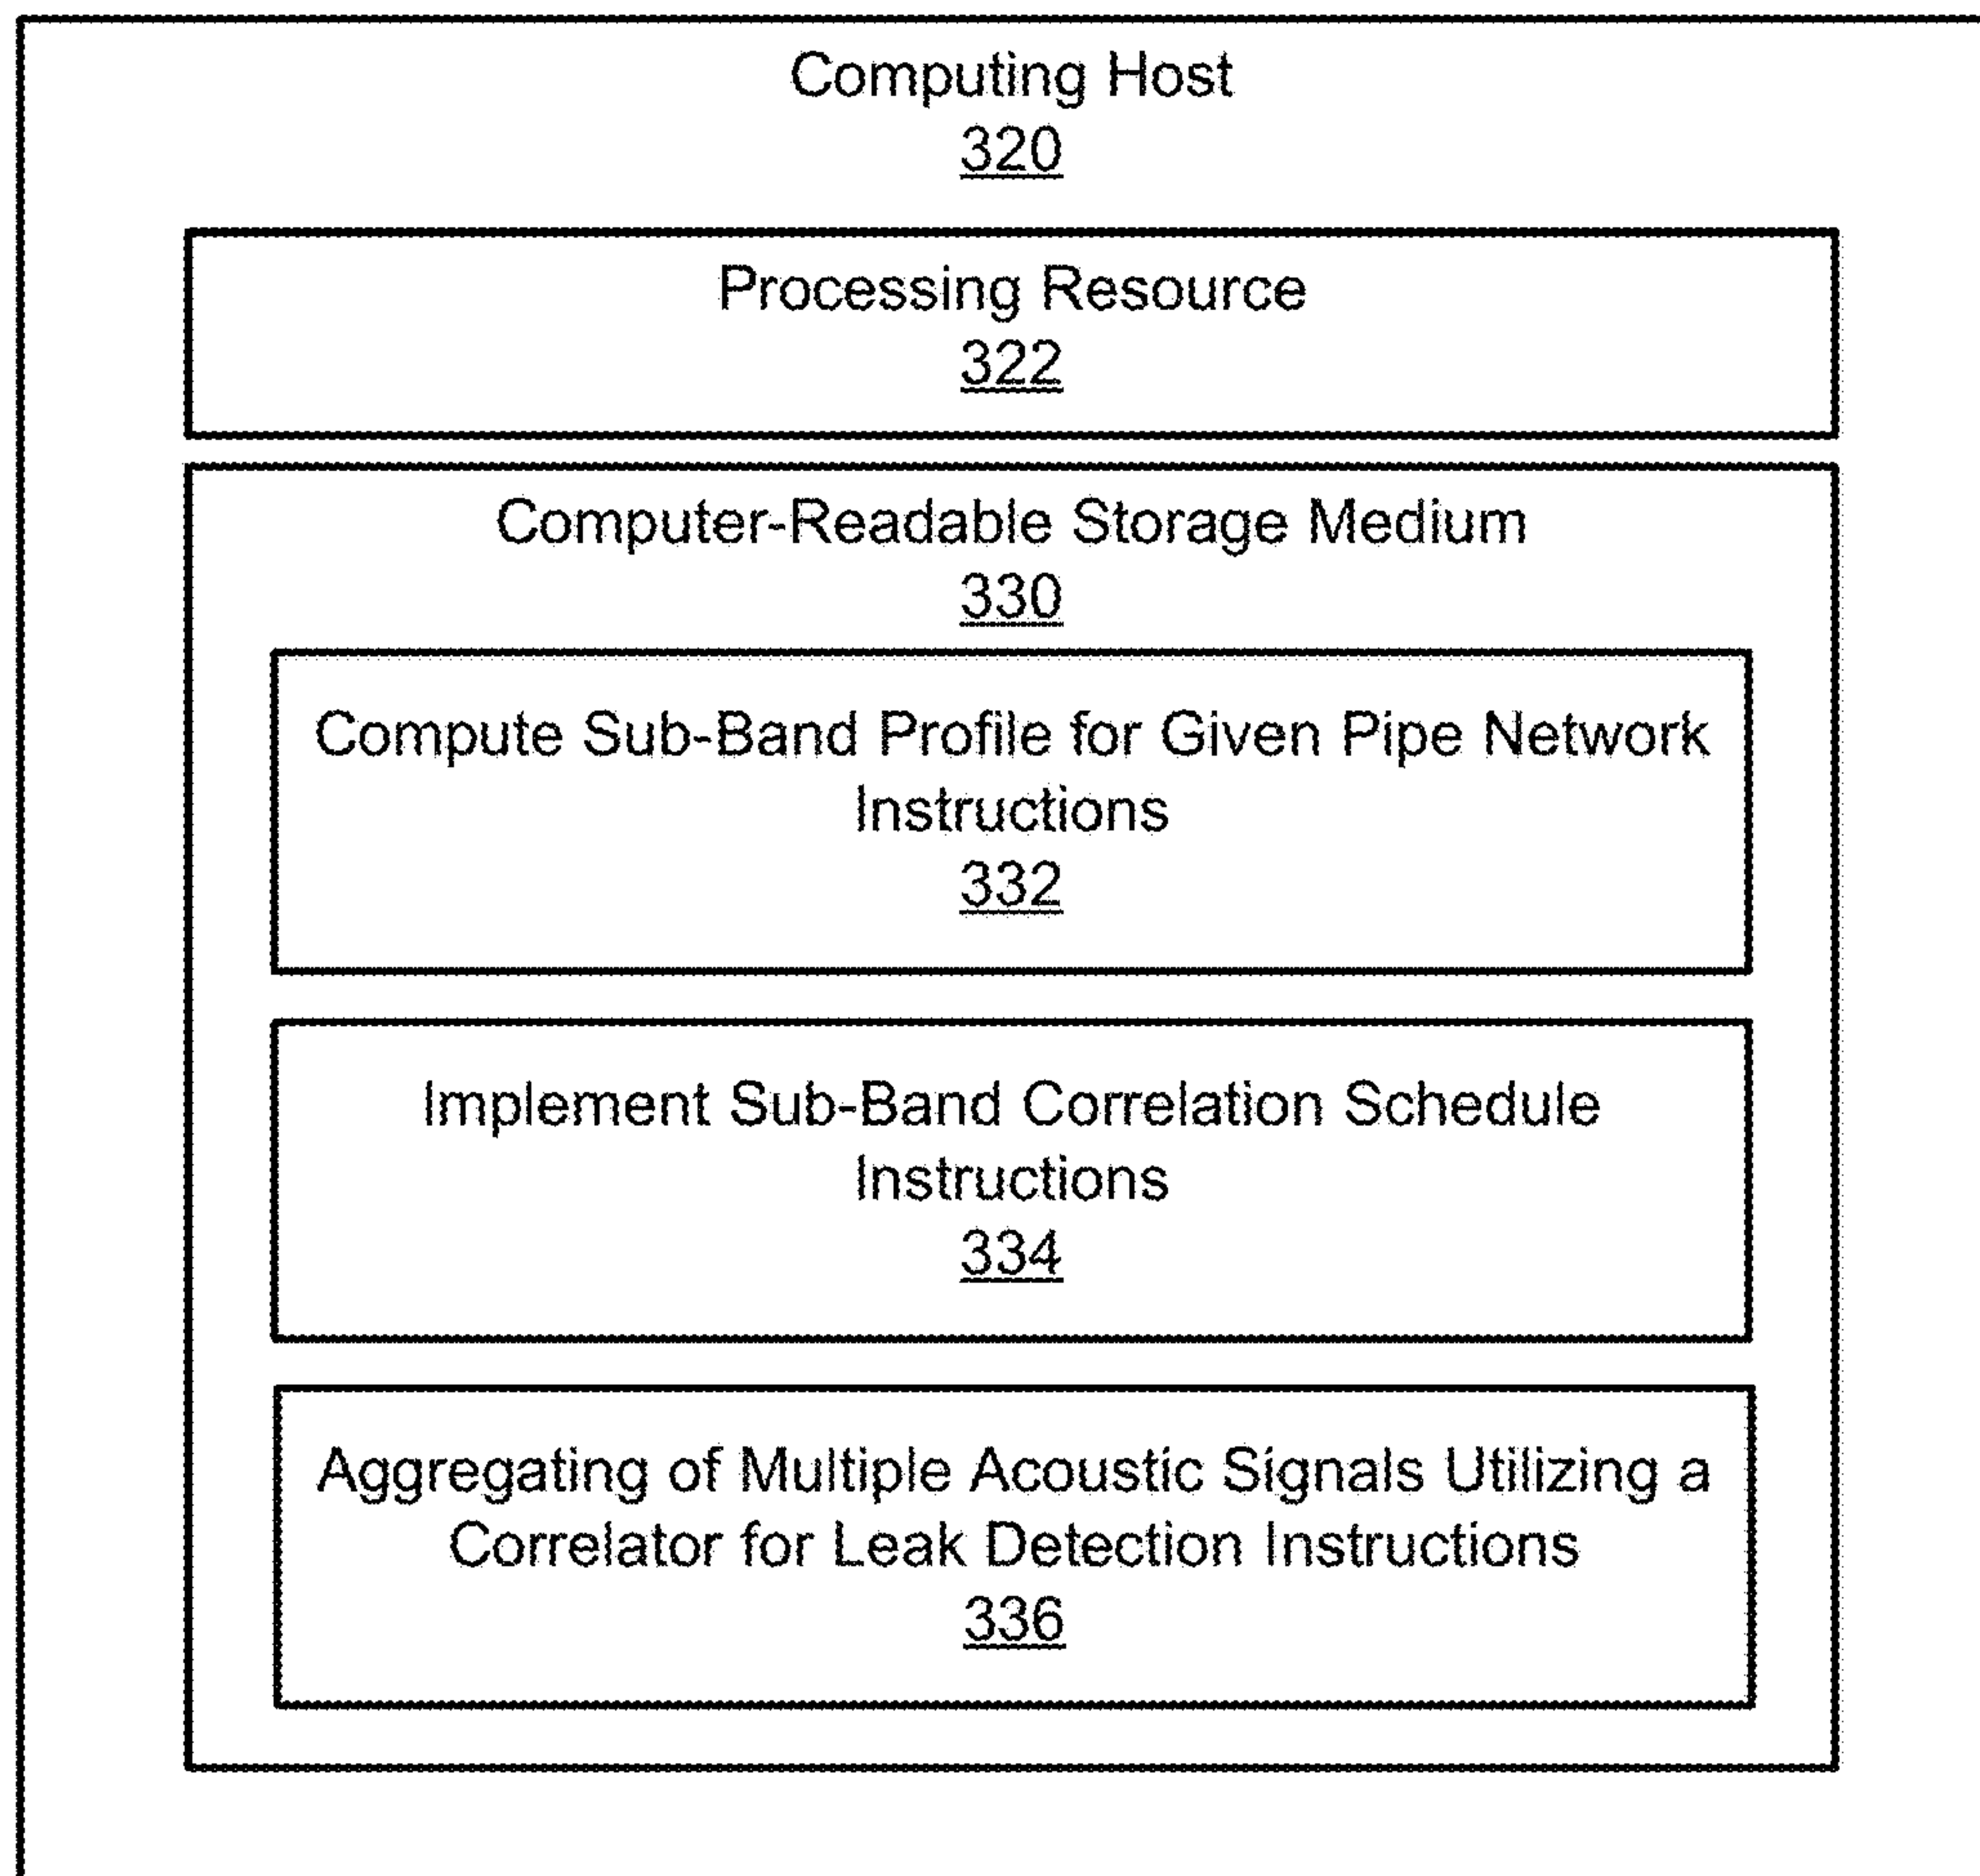 Computing Host
320
Processing Resource
322
Computer-Readable Storage Medium
330
Compute Sub-Band Profile for Given Pipe Network
Instructions
332
Implement Sub-Band Correlation Schedule
Instructions
334
Aggregating of Multiple Acoustic Signals Utilizing a
Correlator for Leak Detection Instructions
336